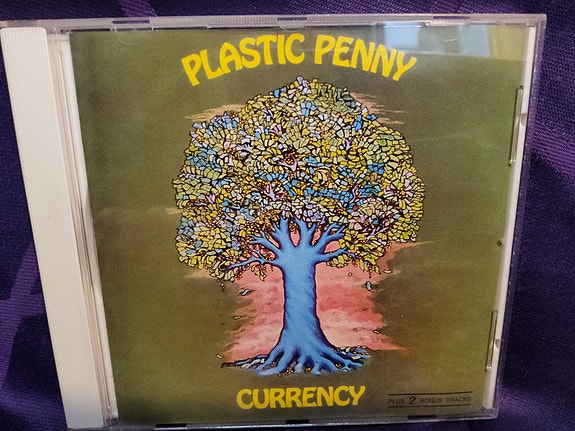 PLASTIC PENNY
CURRENCY
PLUS 2 BONUS TRACKS